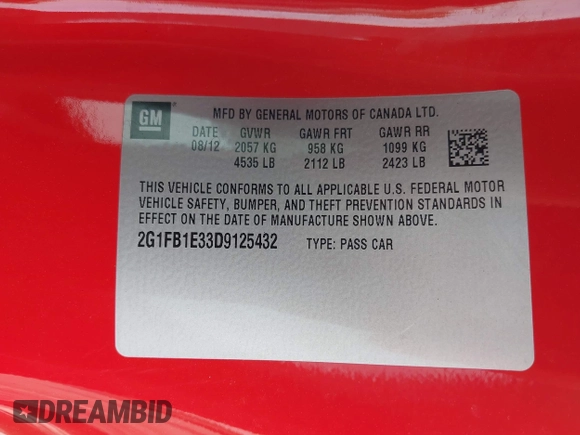 GM
MFD BY GENERAL MOTORS OF CANADA LTD.
DATE GVWR GAWR FRT GAWR RR
08/12 2057 KG 958 KG 1099 KG
4535 LB 2112 LB 2423 LB
THIS VEHICLE CONFORMS TO ALL APPLICABLE U.S. FEDERAL MOTOR
VEHICLE SAFETY, BUMPER, AND THEFT PREVENTION STANDARDS IN
EFFECT ON THE DATE OF MANUFACTURE SHOWN ABOVE.
2G1FB1E33D9125432 TYPE: PASS CAR
DREAMBID